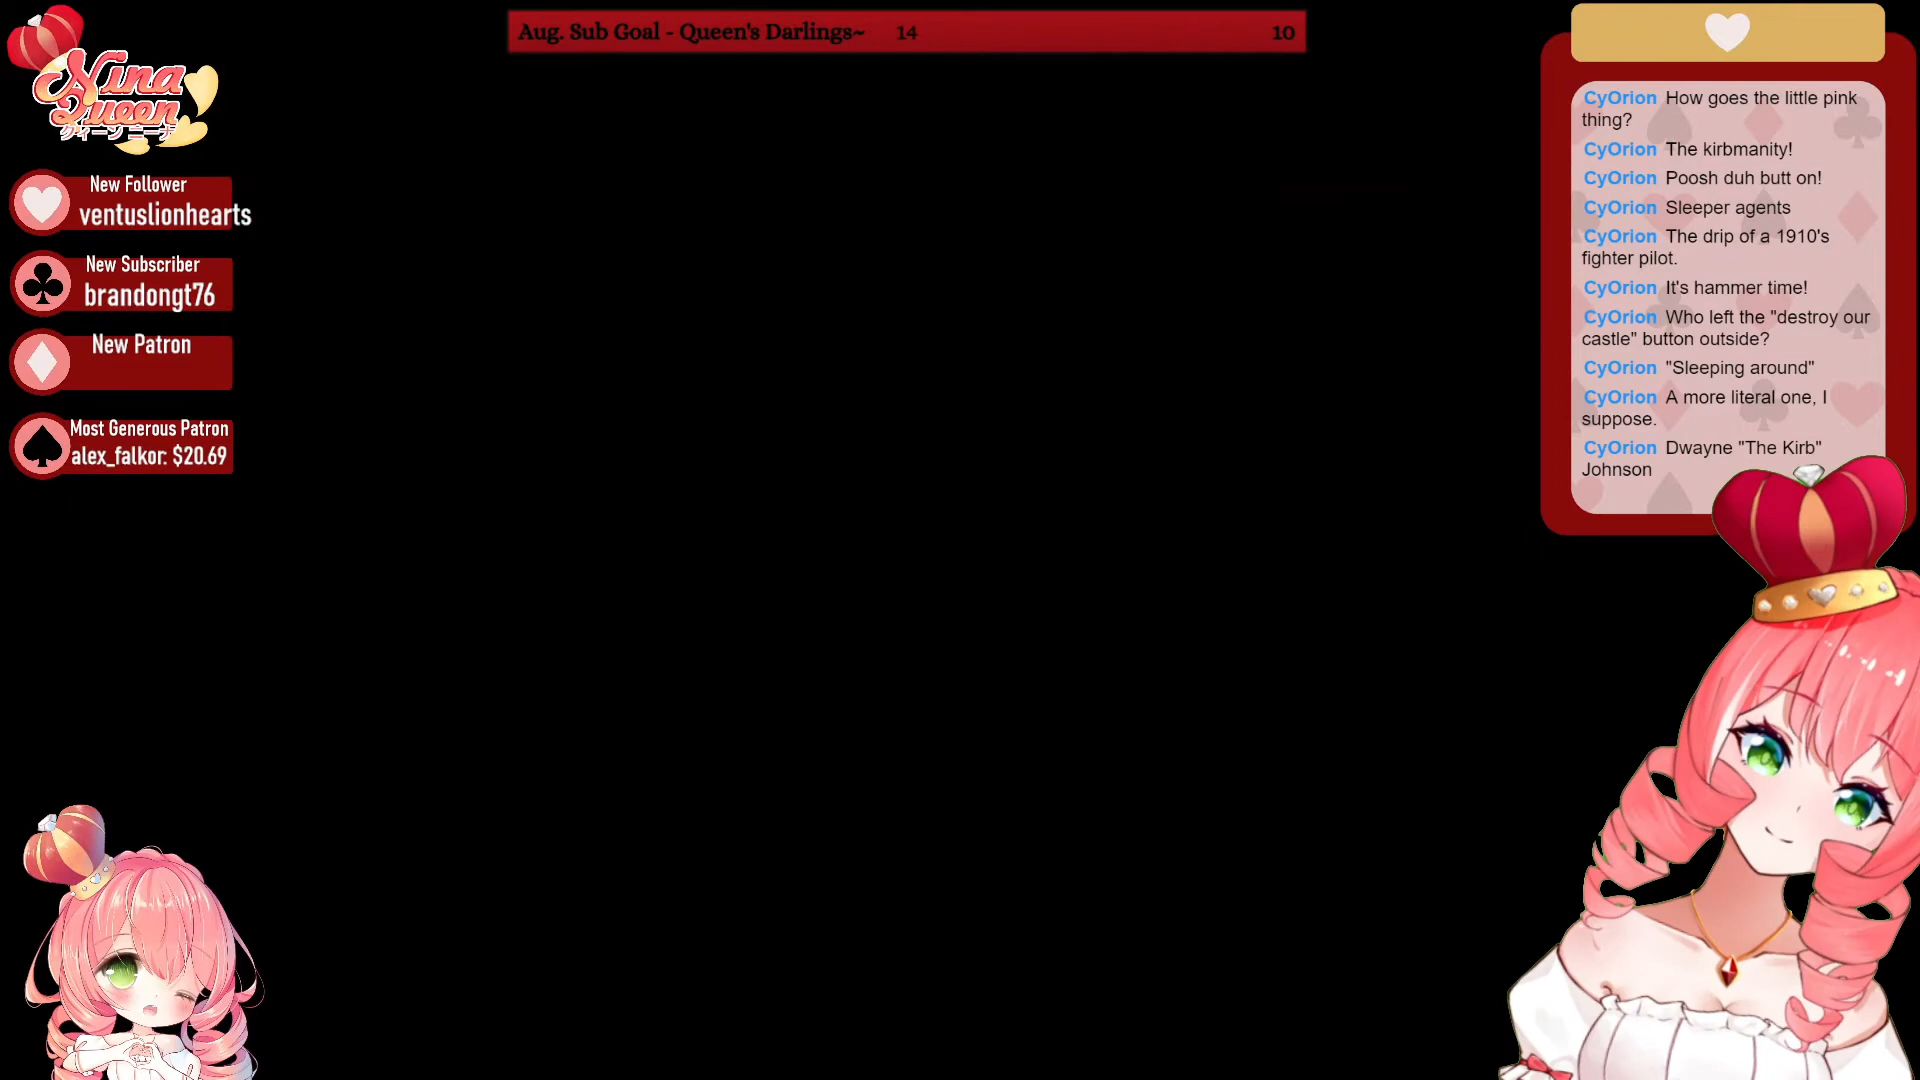 Nina
Queen
クィーン ニーナ
Aug. Sub Goal - Queen's Darlings~ 14 10
New Follower
ventuslionhearts
New Subscriber
brandongt76
New Patron
Most Generous Patron
alex_falkor: $20.69
CyOrion How goes the little pink
thing?
CyOrion The kirbmanity!
CyOrion Poosh duh butt on!
CyOrion Sleeper agents
CyOrion The drip of a 1910's
fighter pilot.
CyOrion It's hammer time!
CyOrion Who left the "destroy our
castle" button outside?
CyOrion "Sleeping around"
CyOrion A more literal one, I
suppose.
CyOrion Dwayne "The Kirb"
Johnson